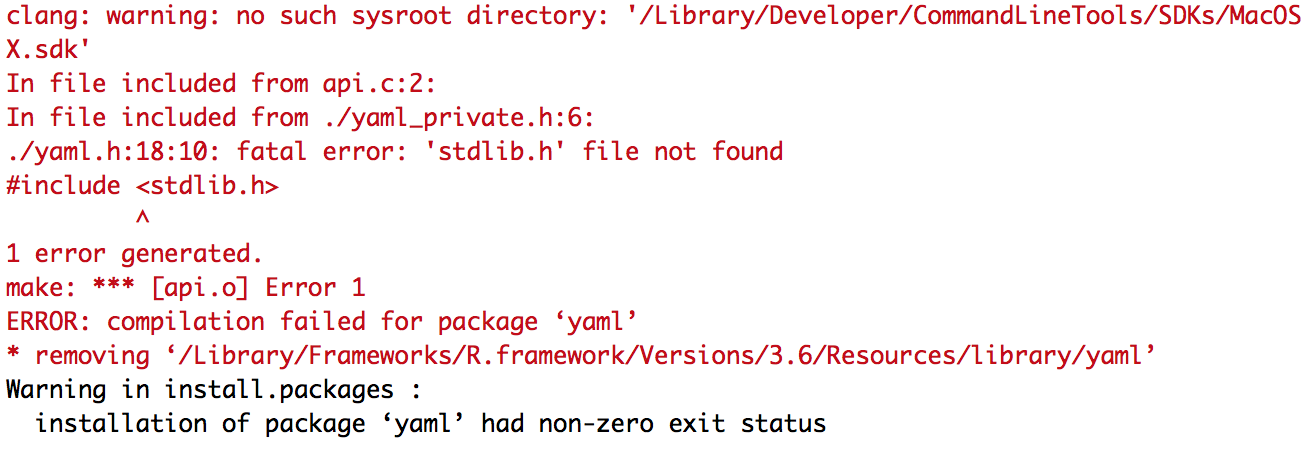 clang: warning: no such sysroot directory: '/Library/Developer/CommandLineTools/SDKs/MacOS
X.sdk'
In file included from api.c:2:
In file included from ./yaml_private.h:6:
./yaml.h:18:10: fatal error: 'stdlib.h' file not found
#include <stdlib.h>
         ^
1 error generated.
make: *** [api.o] Error 1
ERROR: compilation failed for package ‘yaml’
* removing ‘/Library/Frameworks/R.framework/Versions/3.6/Resources/library/yaml’
Warning in install.packages :
  installation of package ‘yaml’ had non-zero exit status